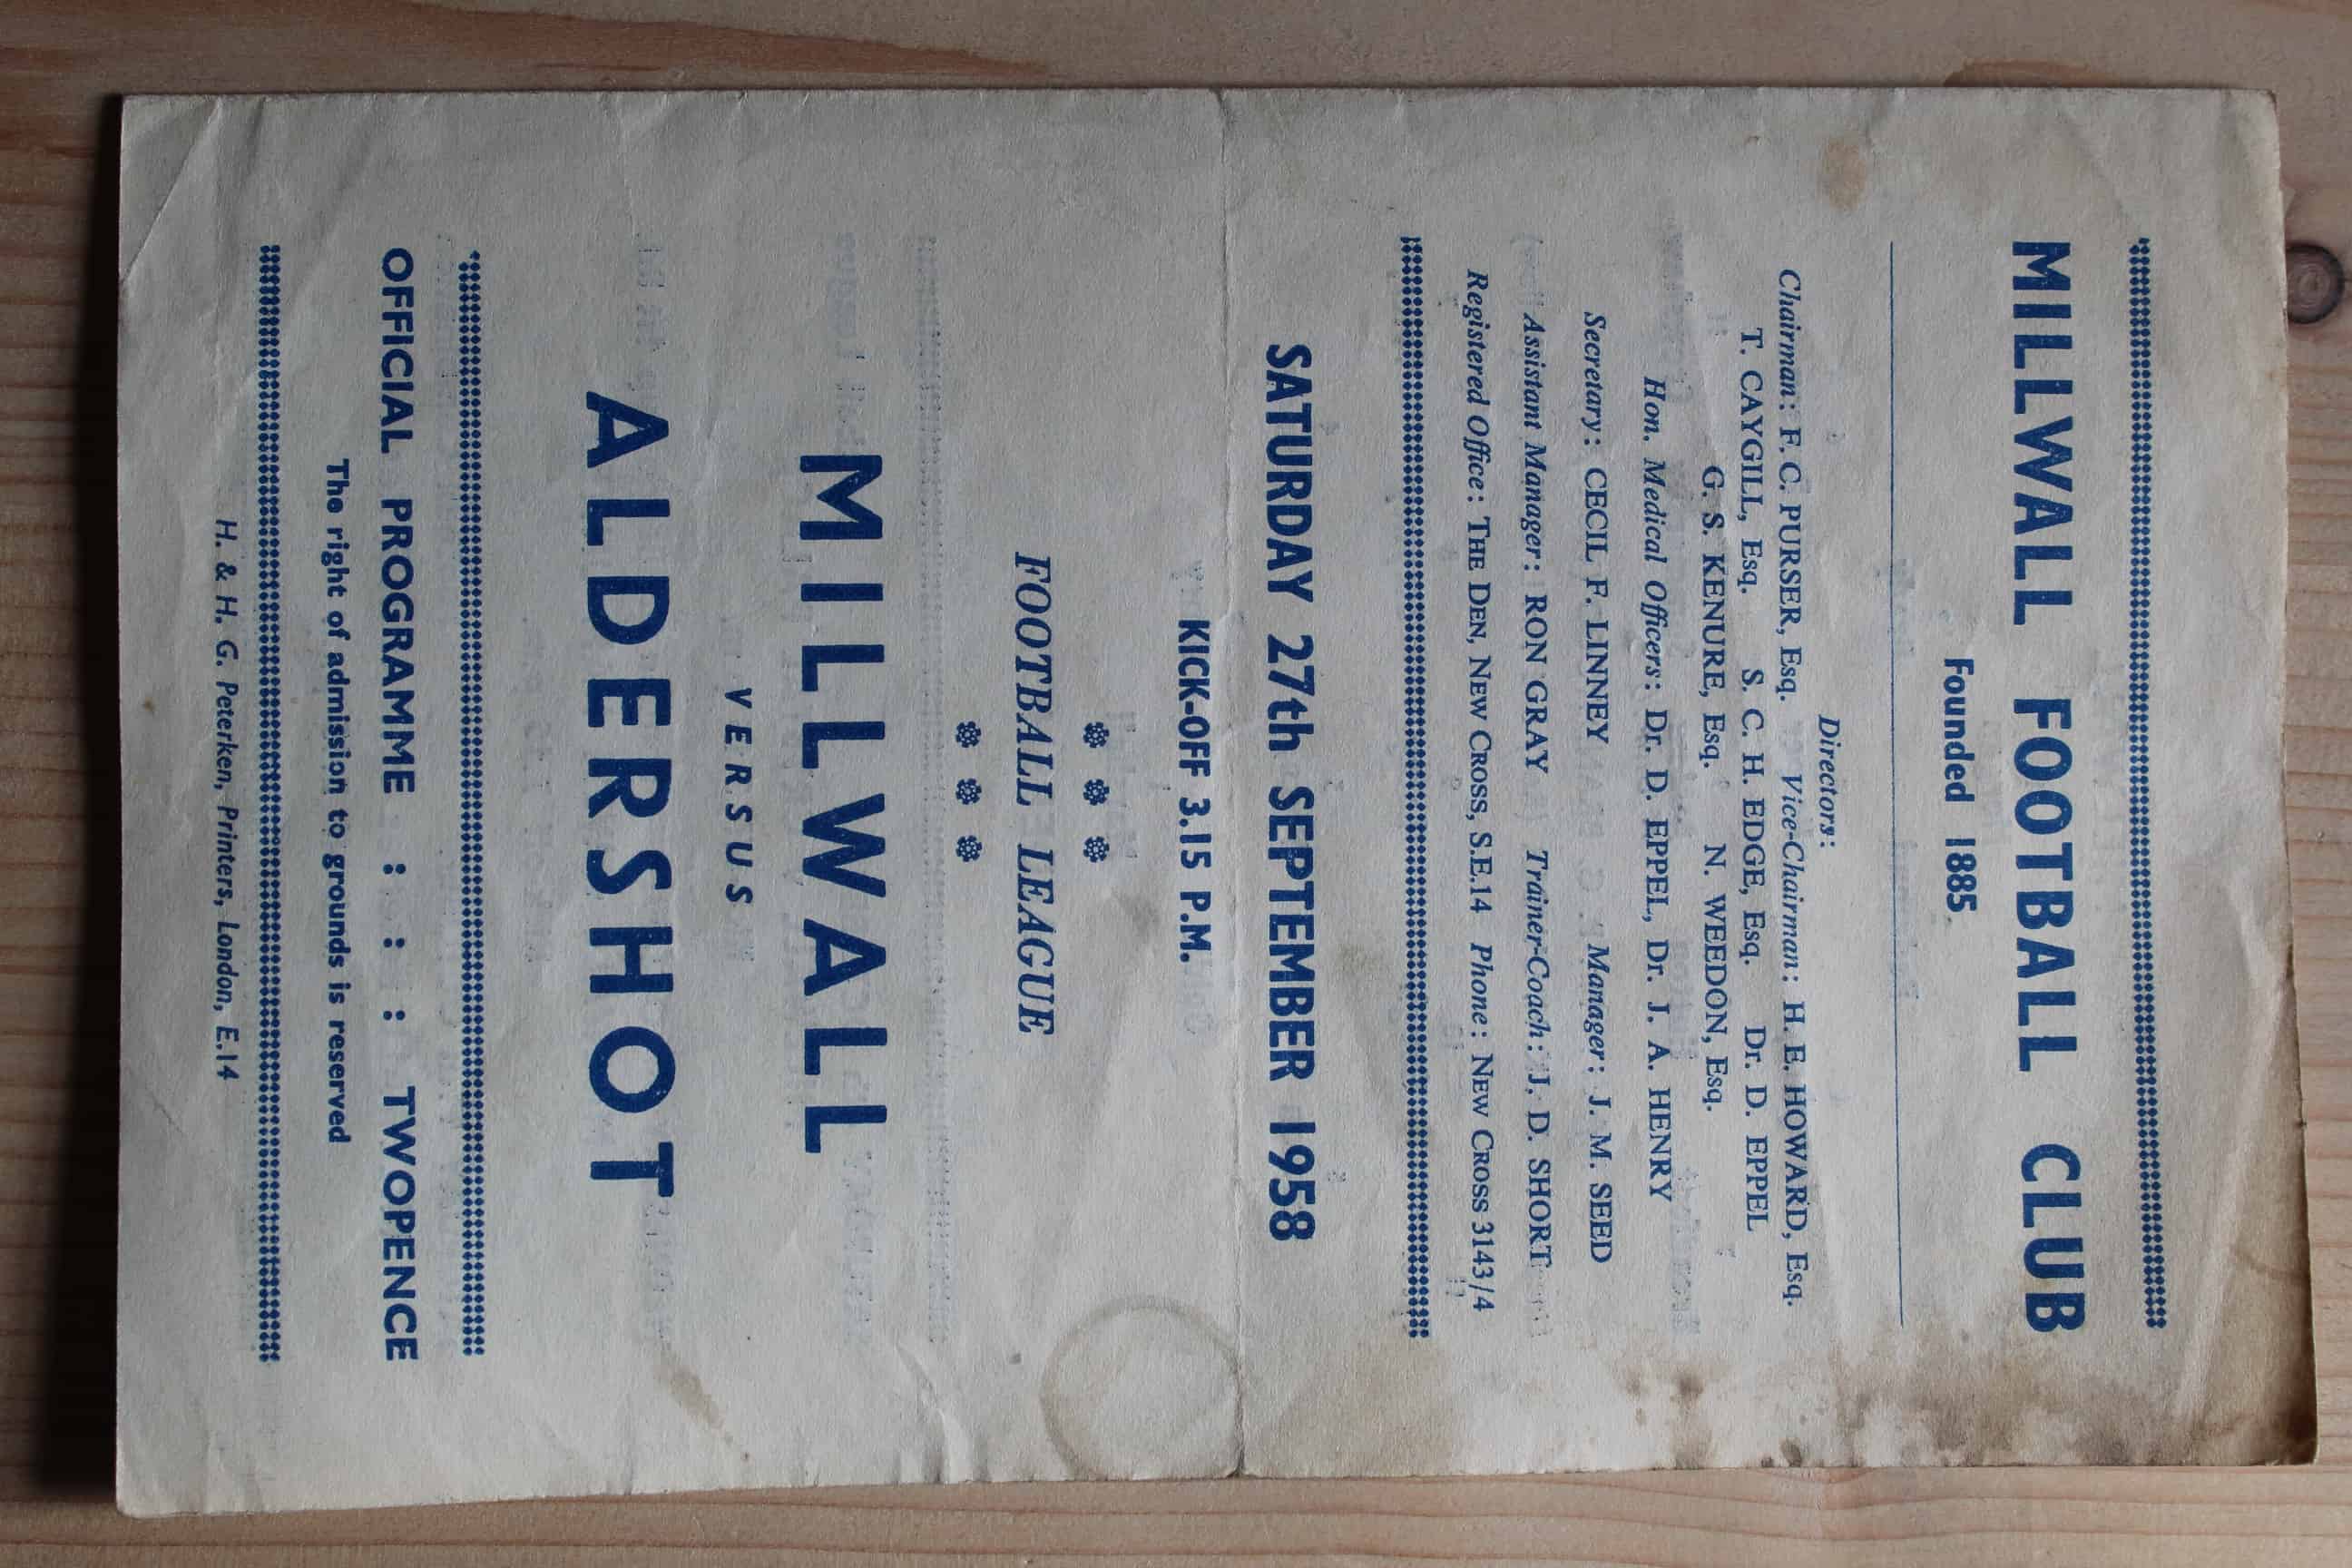 MILLWALL FOOTBALL CLUB
Founded 1885
Directors:
Chairman: F. C. PURSER, Esq. Vice-Chairman: H. E. HOWARD, Esq.
T. CAYGILL, Esq. S. C. H. EDGE, Esq. Dr. D. EPPEL
G. S. KENURE, Esq. N. WEEDON, Esq.
Hon. Medical Officers: Dr. D. EPPEL, Dr. J. A. HENRY
Secretary: CECIL F. LINNEY Manager: J. M. SEED
Assistant Manager: RON GRAY Trainer-Coach: J. D. SHORT
Registered Office: THE DEN, NEW CROSS, S.E.14 Phone: NEW CROSS 3143/4
SATURDAY 27th SEPTEMBER 1958
KICK-OFF 3.15 P.M.
FOOTBALL LEAGUE
MILLWALL
VERSUS
ALDERSHOT
OFFICIAL PROGRAMME : : : TWOPENCE
The right of admission to grounds is reserved
H. & H. G. Peterken, Printers, London, E.14